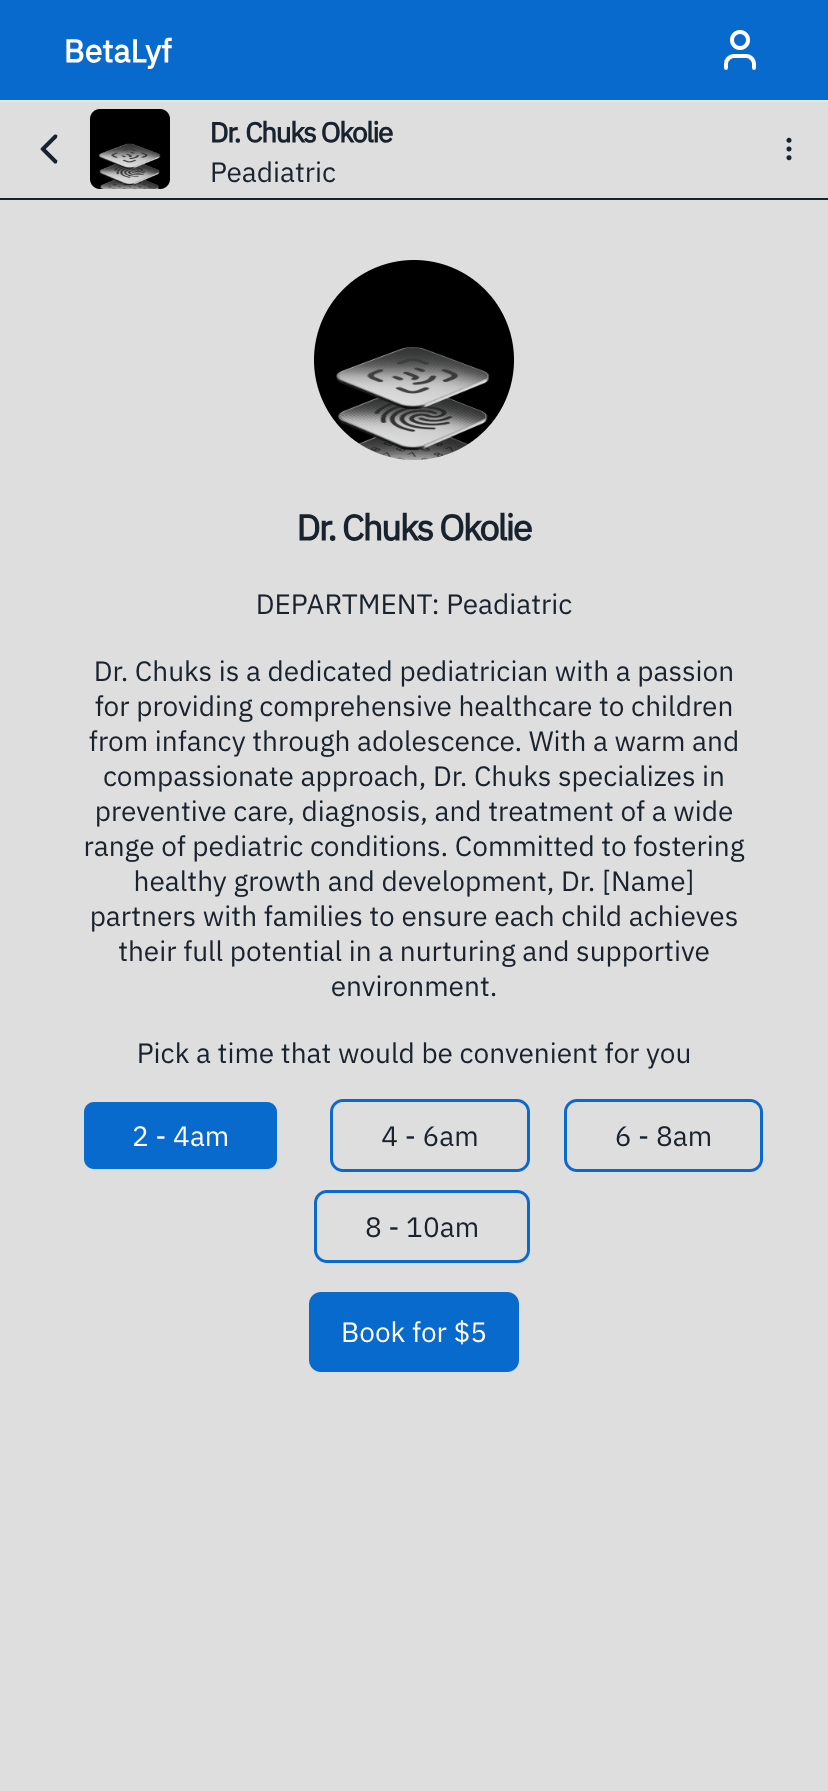 BetaLyf
Dr. Chuks Okolie
Peadiatric
Dr. Chuks Okolie
DEPARTMENT: Peadiatric
Dr. Chuks is a dedicated pediatrician with a passion
for providing comprehensive healthcare to children
from infancy through adolescence. With a warm and
compassionate approach, Dr. Chuks specializes in
preventive care, diagnosis, and treatment of a wide
range of pediatric conditions. Committed to fostering
healthy growth and development, Dr. [Name]
partners with families to ensure each child achieves
their full potential in a nurturing and supportive
environment.
Pick a time that would be convenient for you
2 - 4am
4 - 6am
6 - 8am
8 - 10am
Book for $5